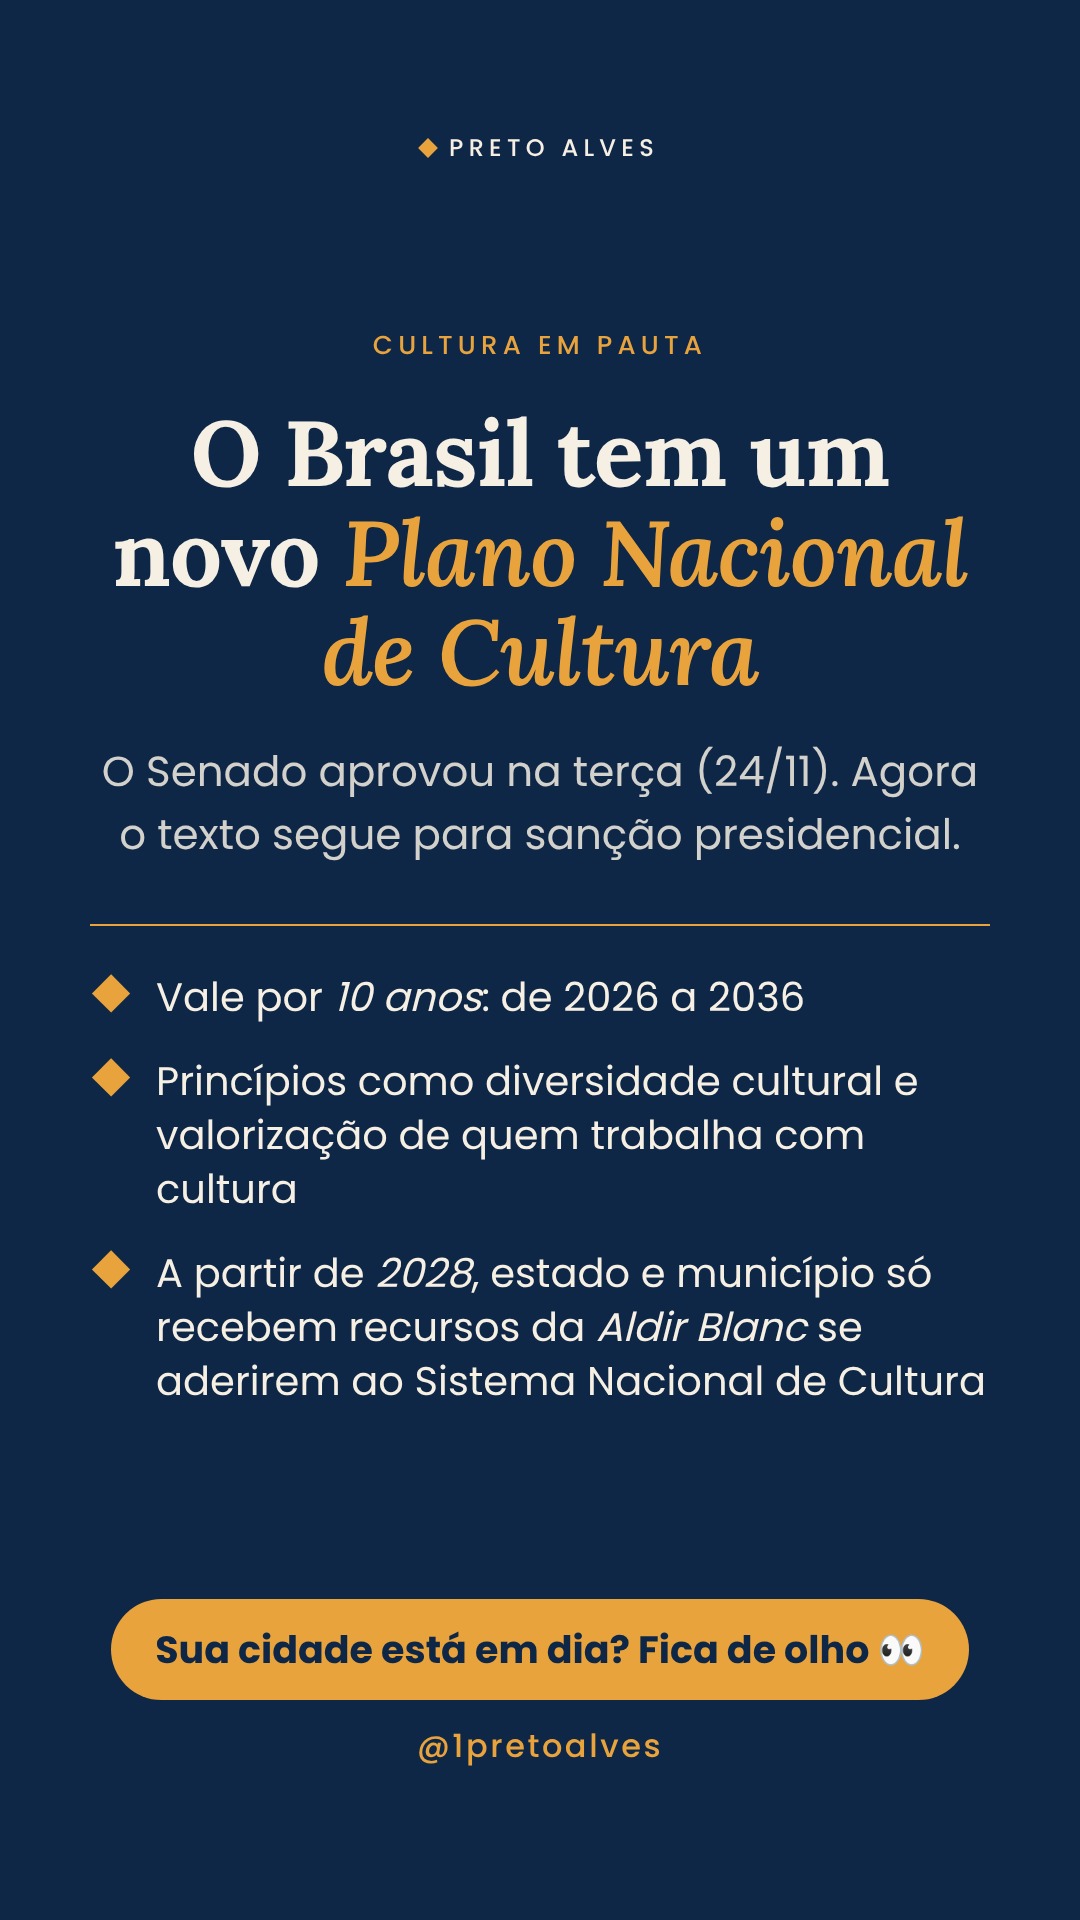 PRETO ALVES
CULTURA EM PAUTA
O Brasil tem um
novo Plano Nacional
de Cultura
O Senado aprovou na terça (24/11). Agora
o texto segue para sanção presidencial.
Vale por 10 anos: de 2026 a 2036
Princípios como diversidade cultural e
valorização de quem trabalha com
cultura
A partir de 2028, estado e município só
recebem recursos da Aldir Blanc se
aderirem ao Sistema Nacional de Cultura
Sua cidade está em dia? Fica de olho 👀
@1pretoalves